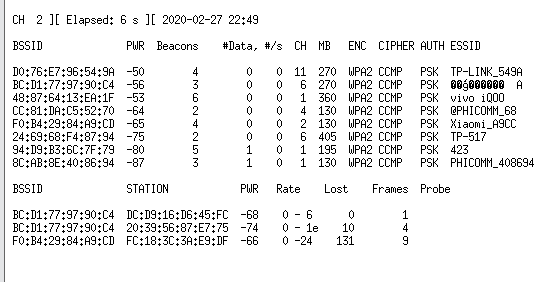 CH  2 ][ Elapsed: 6 s ][ 2020-02-27 22:49
BSSID PWR Beacons #Data, #/s CH MB ENC CIPHER AUTH ESSID
D0:76:E7:96:54:9A -50 4 0 0 11 270 WPA2 CCMP PSK TP-LINK_549A
BC:D1:77:97:90:C4 -56 3 0 0 6 270 WPA2 CCMP PSK A
48:87:64:13:EA:1F -53 6 0 0 1 360 WPA2 CCMP PSK vivo iQOO
CC:81:DA:C5:52:70 -64 2 0 0 4 130 WPA2 CCMP PSK @PHICOMM_68
F0:B4:29:84:A9:CD -65 4 0 0 2 130 WPA2 CCMP PSK Xiaomi_A9CC
24:69:68:F4:87:94 -75 2 0 0 6 405 WPA2 CCMP PSK TP-517
94:D9:B3:6C:7F:79 -80 5 1 0 1 195 WPA2 CCMP PSK 423
8C:AB:8E:40:86:94 -87 3 1 0 1 130 WPA2 CCMP PSK PHICOMM_408694
BSSID STATION PWR Rate Lost Frames Probe
BC:D1:77:97:90:C4 DC:D9:16:D6:45:FC -68 0 - 6 0 1
BC:D1:77:97:90:C4 20:39:56:87:E7:75 -74 0 - 1e 10 4
F0:B4:29:84:A9:CD FC:18:3C:3A:E9:DF -66 0 -24 131 9